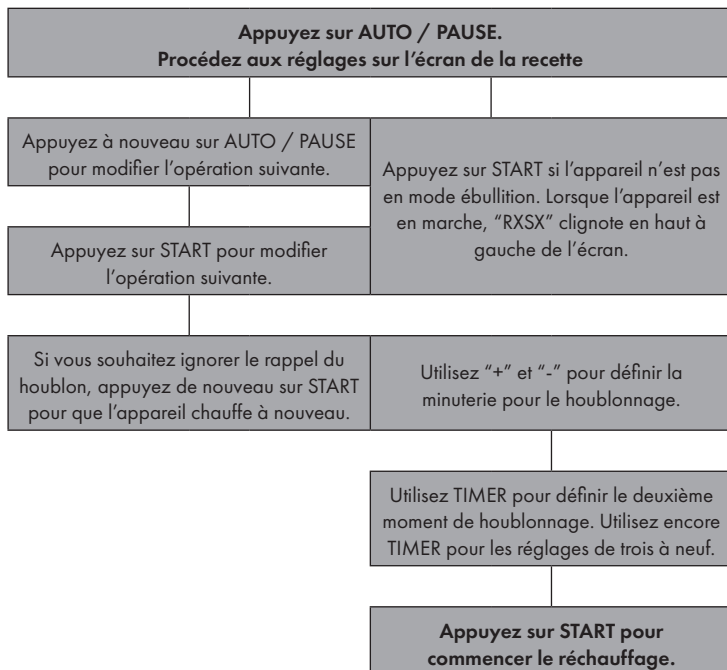 Appuyez sur AUTO / PAUSE.
Procédez aux réglages sur l’écran de la recette
Appuyez à nouveau sur AUTO / PAUSE
pour modifier l’opération suivante.
Appuyez sur START si l’appareil n’est pas
en mode ébullition. Lorsque l’appareil est
en marche, “RXSX” clignote en haut à
gauche de l’écran.
Appuyez sur START pour modifier
l’opération suivante.
Si vous souhaitez ignorer le rappel du
houblon, appuyez de nouveau sur START
pour que l’appareil chauffe à nouveau.
Utilisez “+” et “-” pour définir la
minuterie pour le houblonnage.
Utilisez TIMER pour définir le deuxième
moment de houblonnage. Utilisez encore
TIMER pour les réglages de trois à neuf.
Appuyez sur START pour
commencer le réchauffage.